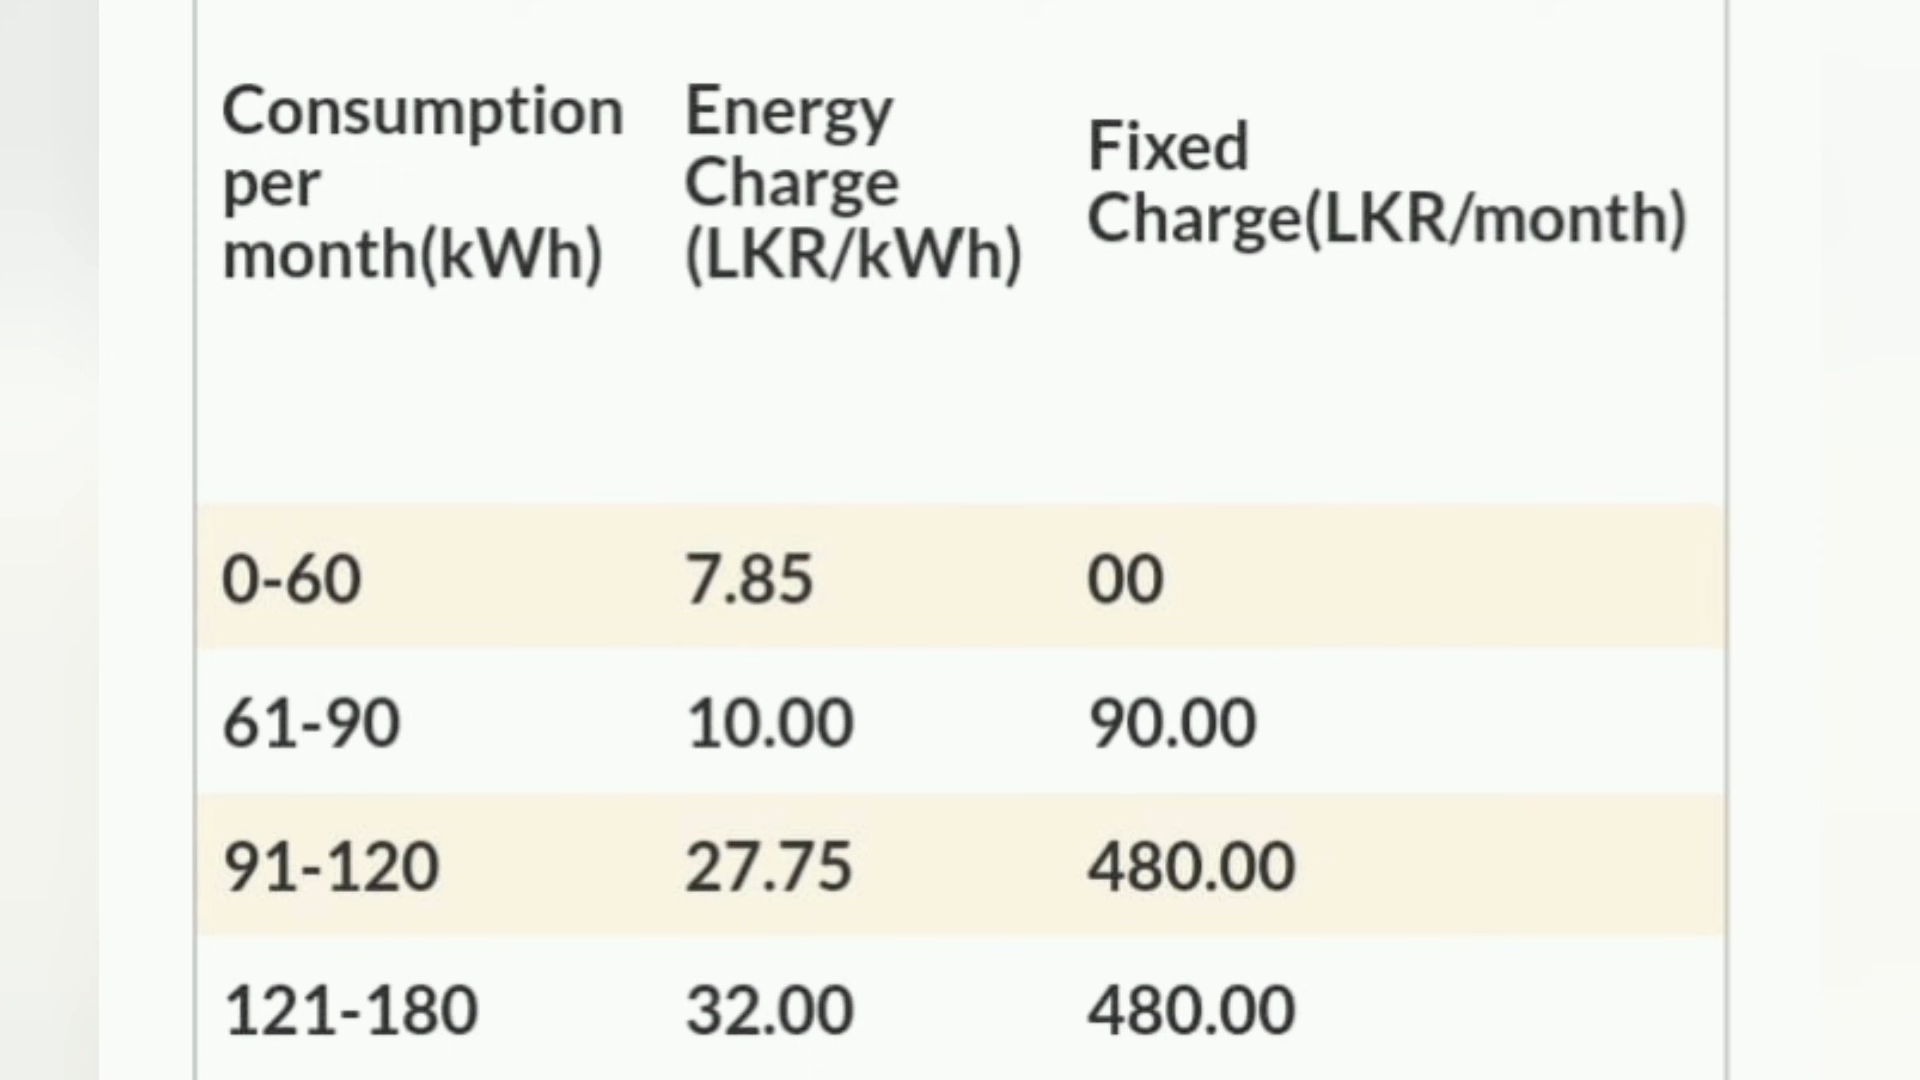 Consumption
per
month(kWh)
Energy
Charge
(LKR/kWh)
Fixed
Charge(LKR/month)
0-60 7.85 00
61-90 10.00 90.00
91-120 27.75 480.00
121-180 32.00 480.00